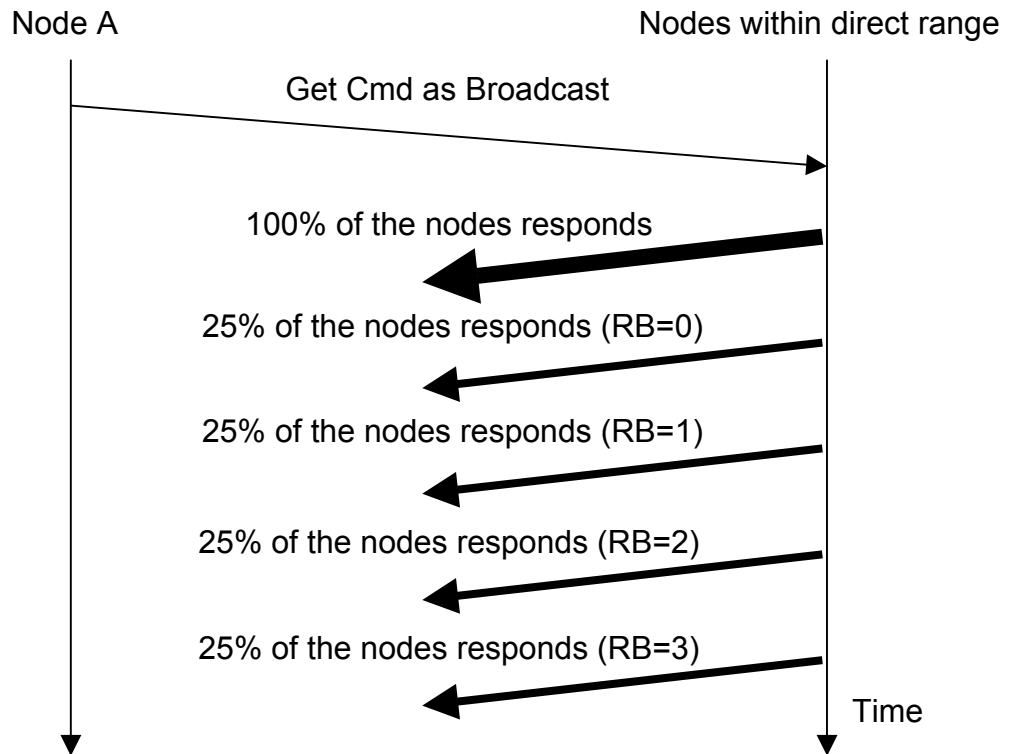 Node A
Nodes within direct range
Get Cmd as Broadcast
100% of the nodes responds
25% of the nodes responds (RB=0)
25% of the nodes responds (RB=1)
25% of the nodes responds (RB=2)
25% of the nodes responds (RB=3)
Time